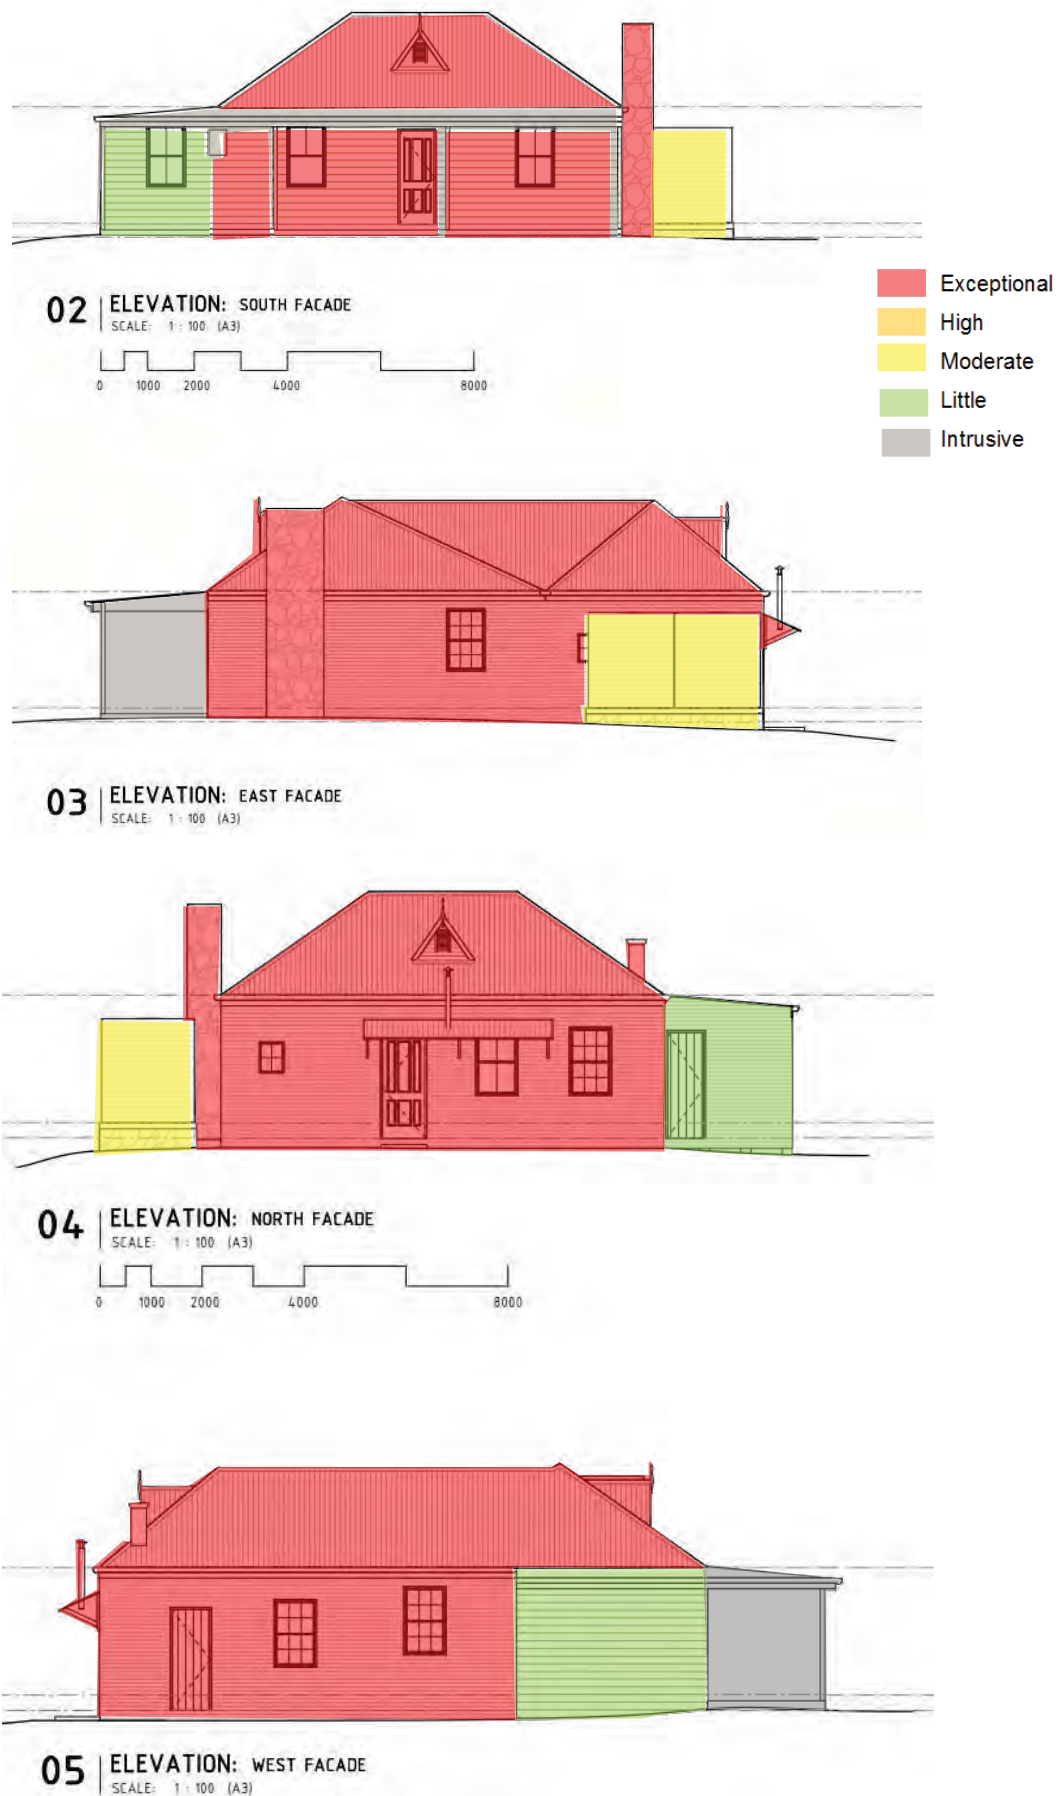 02 ELEVATION: SOUTH FACADE
SCALE: 1 : 100 (A3)
0 1000 2000 4000 8000
Exceptional
High
Moderate
Little
Intrusive
03 ELEVATION: EAST FACADE
SCALE: 1 : 100 (A3)
04 ELEVATION: NORTH FACADE
SCALE: 1 : 100 (A3)
0 1000 2000 4000 8000
05 ELEVATION: WEST FACADE
SCALE: 1 : 100 (A3)